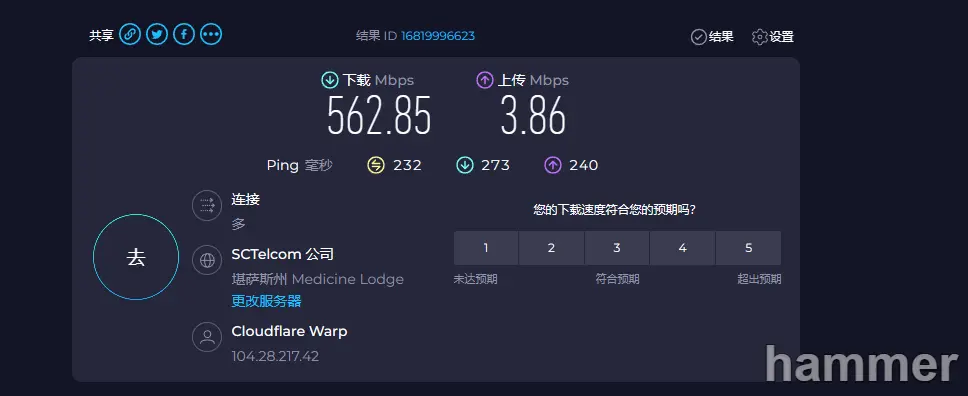 共享 结果 ID 16819996623 结果 设置
下载 Mbps 上传 Mbps
562.85 3.86
Ping 毫秒 232 273 240
连接
多
SCTelcom 公司
堪萨斯州 Medicine Lodge
更改服务器
Cloudflare Warp
104.28.217.42
去
您的下载速度符合您的预期吗?
1 2 3 4 5
未达预期 符合预期 超出预期
hammer